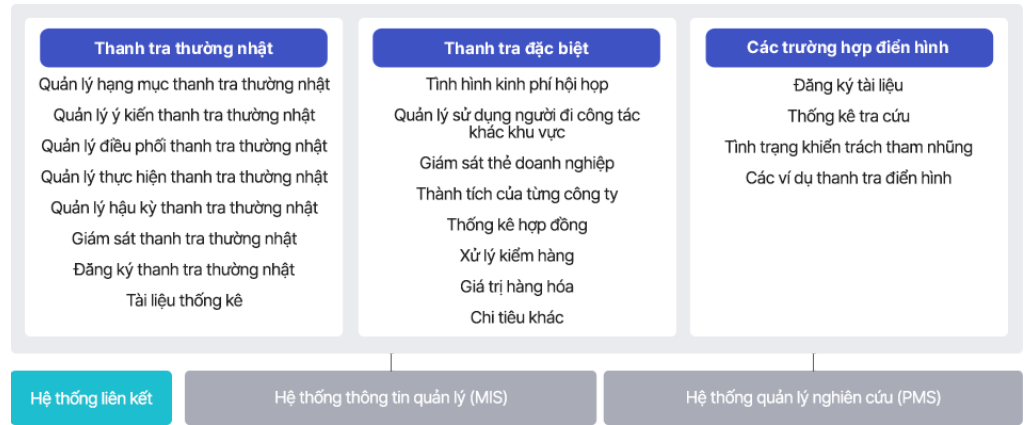 Thanh tra thường nhật
Quản lý hạng mục thanh tra thường nhật
Quản lý ý kiến thanh tra thường nhật
Quản lý điều phối thanh tra thường nhật
Quản lý thực hiện thanh tra thường nhật
Quản lý hậu kỳ thanh tra thường nhật
Giám sát thanh tra thường nhật
Đăng ký thanh tra thường nhật
Tài liệu thống kê
Thanh tra đặc biệt
Tình hình kinh phí hội họp
Quản lý sử dụng người đi công tác
khác khu vực
Giám sát thẻ doanh nghiệp
Thành tích của từng công ty
Thống kê hợp đồng
Xử lý kiểm hàng
Giá trị hàng hóa
Chi tiêu khác
Các trường hợp điển hình
Đăng ký tài liệu
Thống kê tra cứu
Tình trạng khiển trách tham nhũng
Các ví dụ thanh tra điển hình
Hệ thống liên kết
Hệ thống thông tin quản lý (MIS)
Hệ thống quản lý nghiên cứu (PMS)